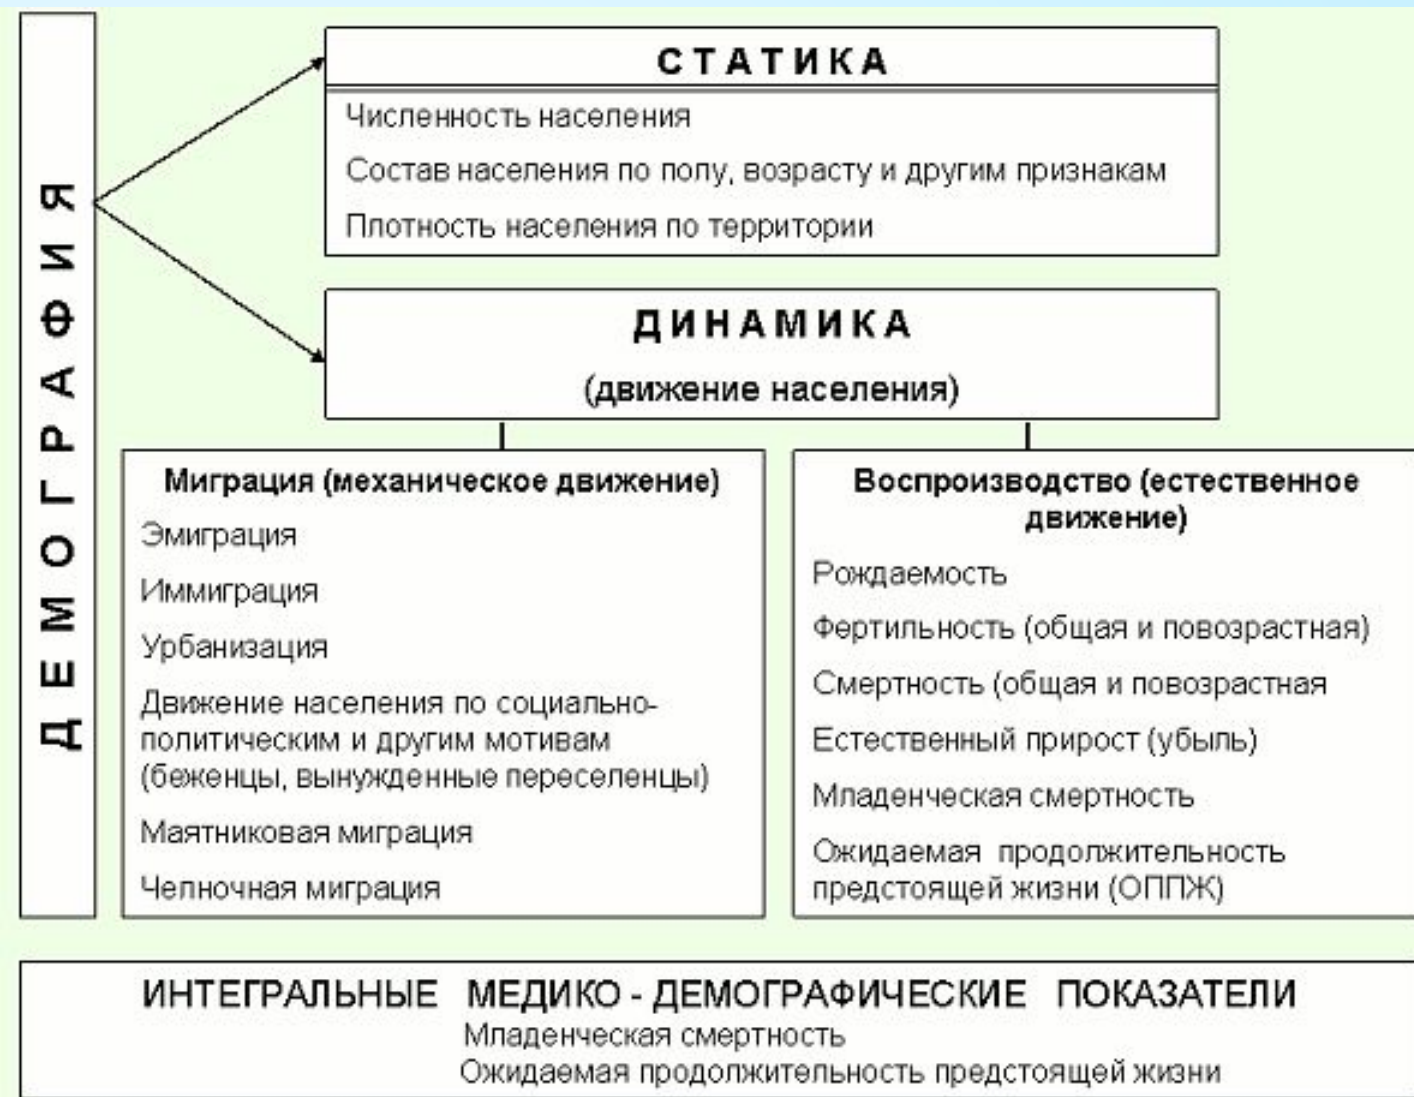 ДЕМОГРАФИЯ
СТАТИКА
Численность населения
Состав населения по полу, возрасту и другим признакам
Плотность населения по территории
ДИНАМИКА
(движение населения)
Миграция (механическое движение)
Эмиграция
Иммиграция
Урбанизация
Движение населения по социально-
политическим и другим мотивам
(беженцы, вынужденные переселенцы)
Маятниковая миграция
Челночная миграция
Воспроизводство (естественное
движение)
Рождаемость
Фертильность (общая и повозрастная)
Смертность (общая и повозрастная
Естественный прирост (убыль)
Младенческая смертность
Ожидаемая продолжительность
предстоящей жизни (ОППЖ)
ИНТЕГРАЛЬНЫЕ МЕДИКО - ДЕМОГРАФИЧЕСКИЕ ПОКАЗАТЕЛИ
Младенческая смертность
Ожидаемая продолжительность предстоящей жизни